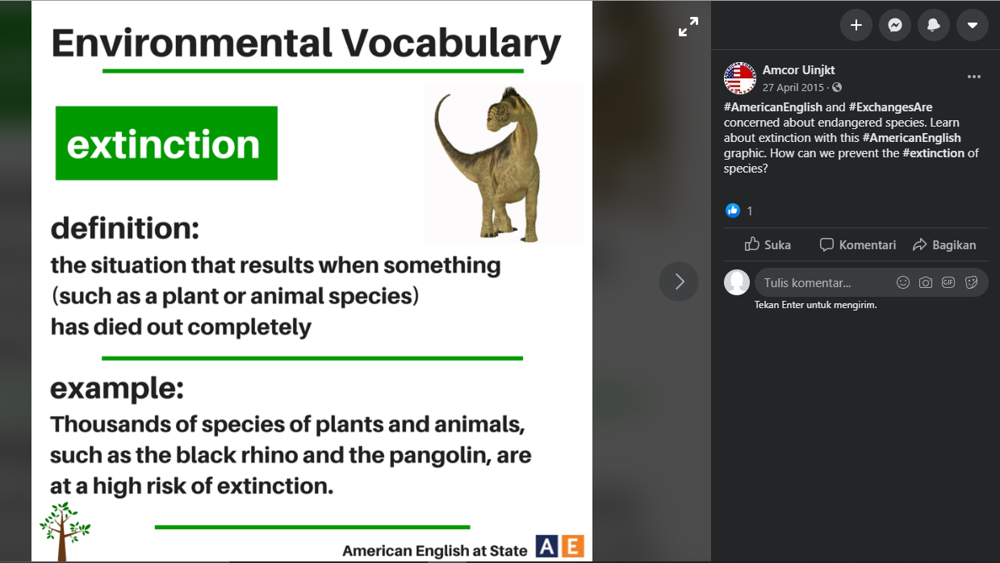 Environmental Vocabulary
extinction
definition:
the situation that results when something
(such as a plant or animal species)
has died out completely
example:
Thousands of species of plants and animals,
such as the black rhino and the pangolin, are
at a high risk of extinction.
American English at State AE
Amcor Uinjkt
27 April 2015 ·
#AmericanEnglish and #ExchangesAre
concerned about endangered species. Learn
about extinction with this #AmericanEnglish
graphic. How can we prevent the #extinction of
species?
1
Suka Komentari Bagikan
Tulis komentar...
GIF
Tekan Enter untuk mengirim.